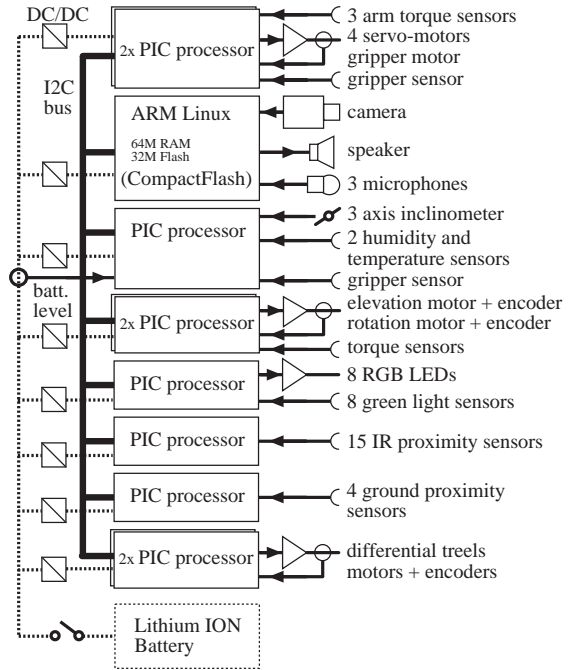 DC/DC
3 arm torque sensors
2x PIC processor
4 servo-motors
gripper motor
gripper sensor
I2C
bus
ARM Linux
64M RAM
32M Flash
(CompactFlash)
camera
speaker
3 microphones
PIC processor
3 axis inclinometer
2 humidity and
temperature sensors
gripper sensor
batt.
level
2x PIC processor
elevation motor + encoder
rotation motor + encoder
torque sensors
PIC processor
8 RGB LEDs
8 green light sensors
PIC processor
15 IR proximity sensors
PIC processor
4 ground proximity
sensors
2x PIC processor
differential treels
motors + encoders
Lithium ION
Battery